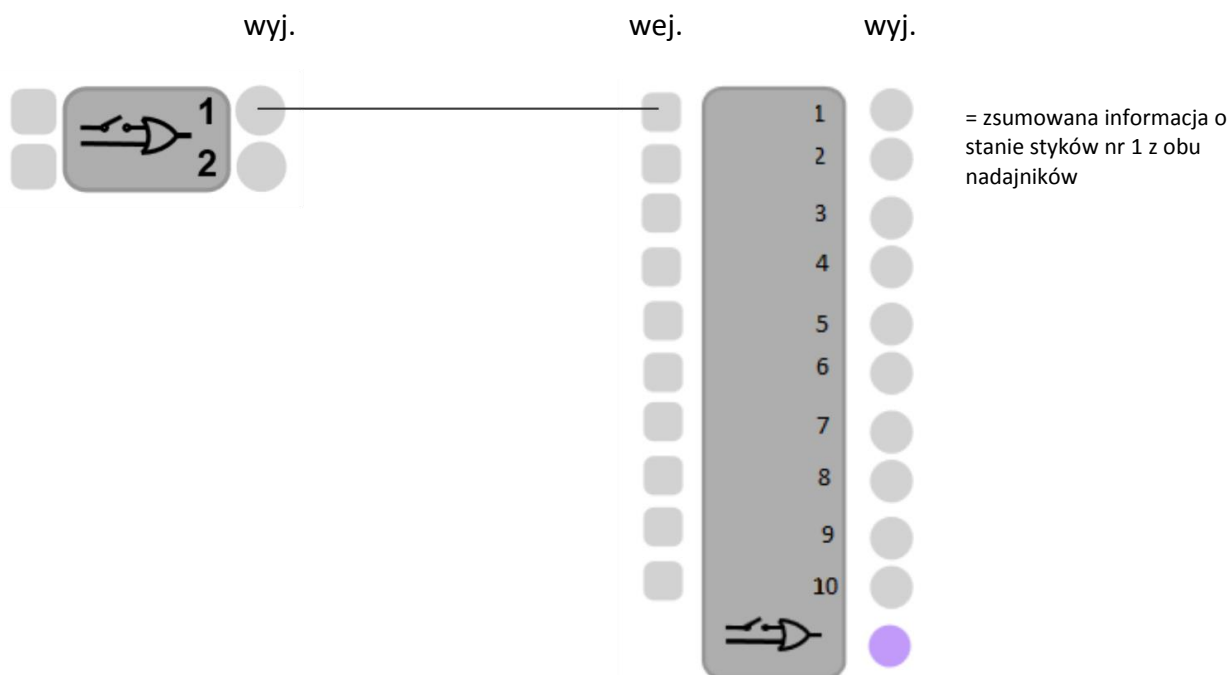 wyj.
wej.
wyj.
1
2
1
2
3
4
5
6
7
8
9
10
= zsumowana informacja o
stanie styków nr 1 z obu
nadajników